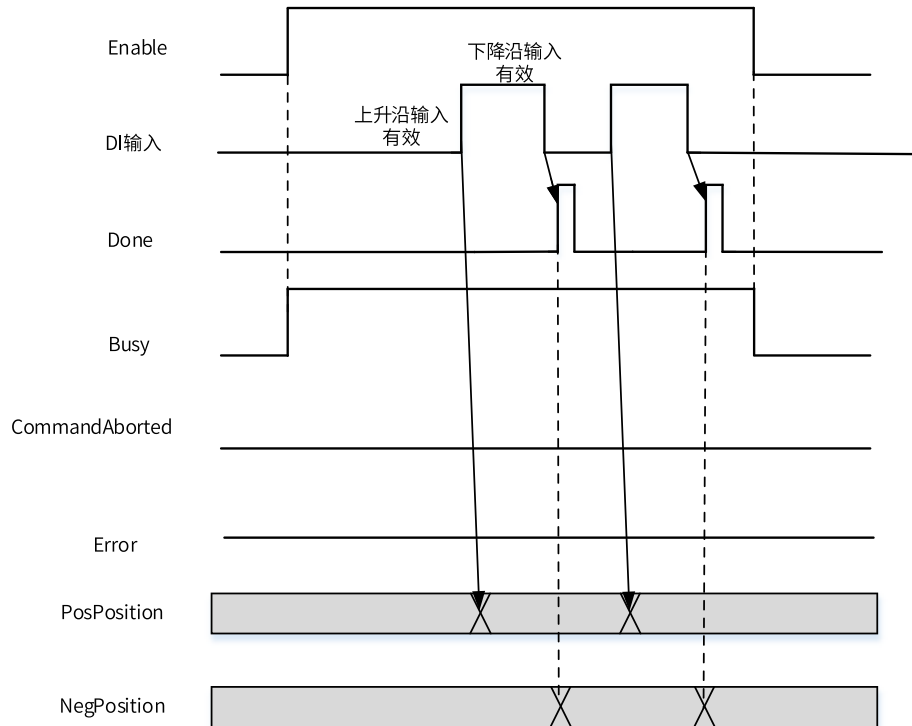 Enable
下降沿输入
有效
上升沿输入
有效
DI输入
Done
Busy
CommandAborted
Error
PosPosition
NegPosition